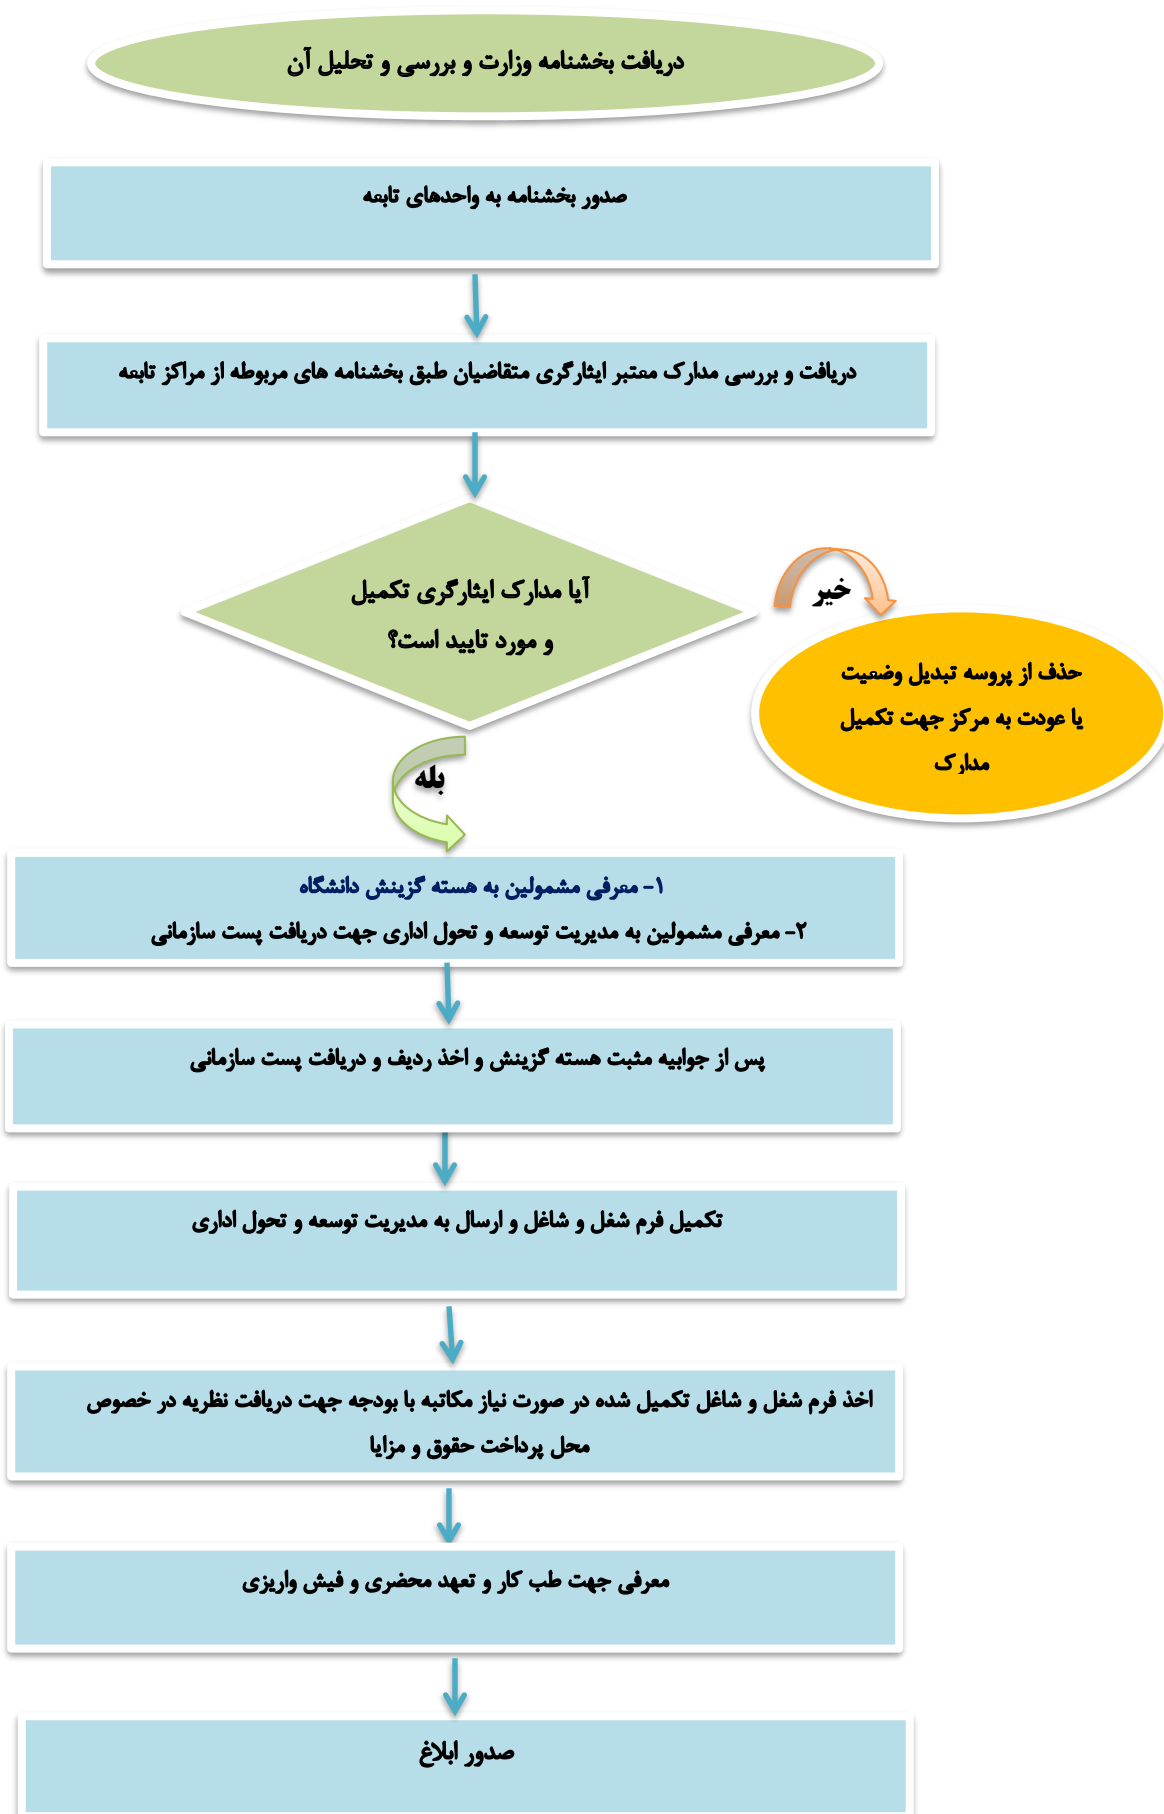 دریافت بخشنامه وزارت و بررسی و تحلیل آن
صدور بخشنامه به واحدهای تابعه
دریافت و بررسی مدارک معتبر ایثارگری متقاضیان طبق بخشنامه های مربوطه از مراکز تابعه
آیا مدارک ایثارگری تکمیل
و مورد تایید است؟
خیر
حذف از پروسه تبدیل وضعیت
یا عودت به مرکز جهت تکمیل
مدارک
بله
۱- معرفی مشمولین به هسته گزینش دانشگاه
۲- معرفی مشمولین به مدیریت توسعه و تحول اداری جهت دریافت پست سازمانی
پس از جوابیه مثبت هسته گزینش و اخذ ردیف و دریافت پست سازمانی
تکمیل فرم شغل و شاغل و ارسال به مدیریت توسعه و تحول اداری
اخذ فرم شغل و شاغل تکمیل شده در صورت نیاز مکاتبه با بودجه جهت دریافت نظریه در خصوص
محل پرداخت حقوق و مزایا
معرفی جهت طب کار و تعهد محضری و فیش واریزی
صدور ابلاغ